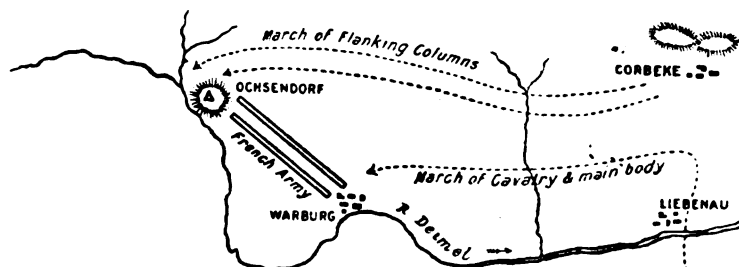 March of Flanking Columns
CORBEKE
OCHSENDORF
French Army
March of Cavalry & main body
WARBURG
R. Deimel
LIEBENAU